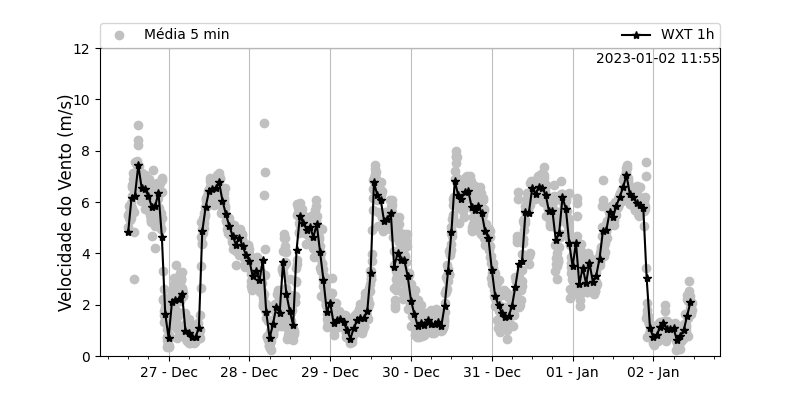 Média 5 min
WXT 1h
2023-01-02 11:55
Velocidade do Vento (m/s)
12
10
8
6
4
2
0
27 - Dec
28 - Dec
29 - Dec
30 - Dec
31 - Dec
01 - Jan
02 - Jan